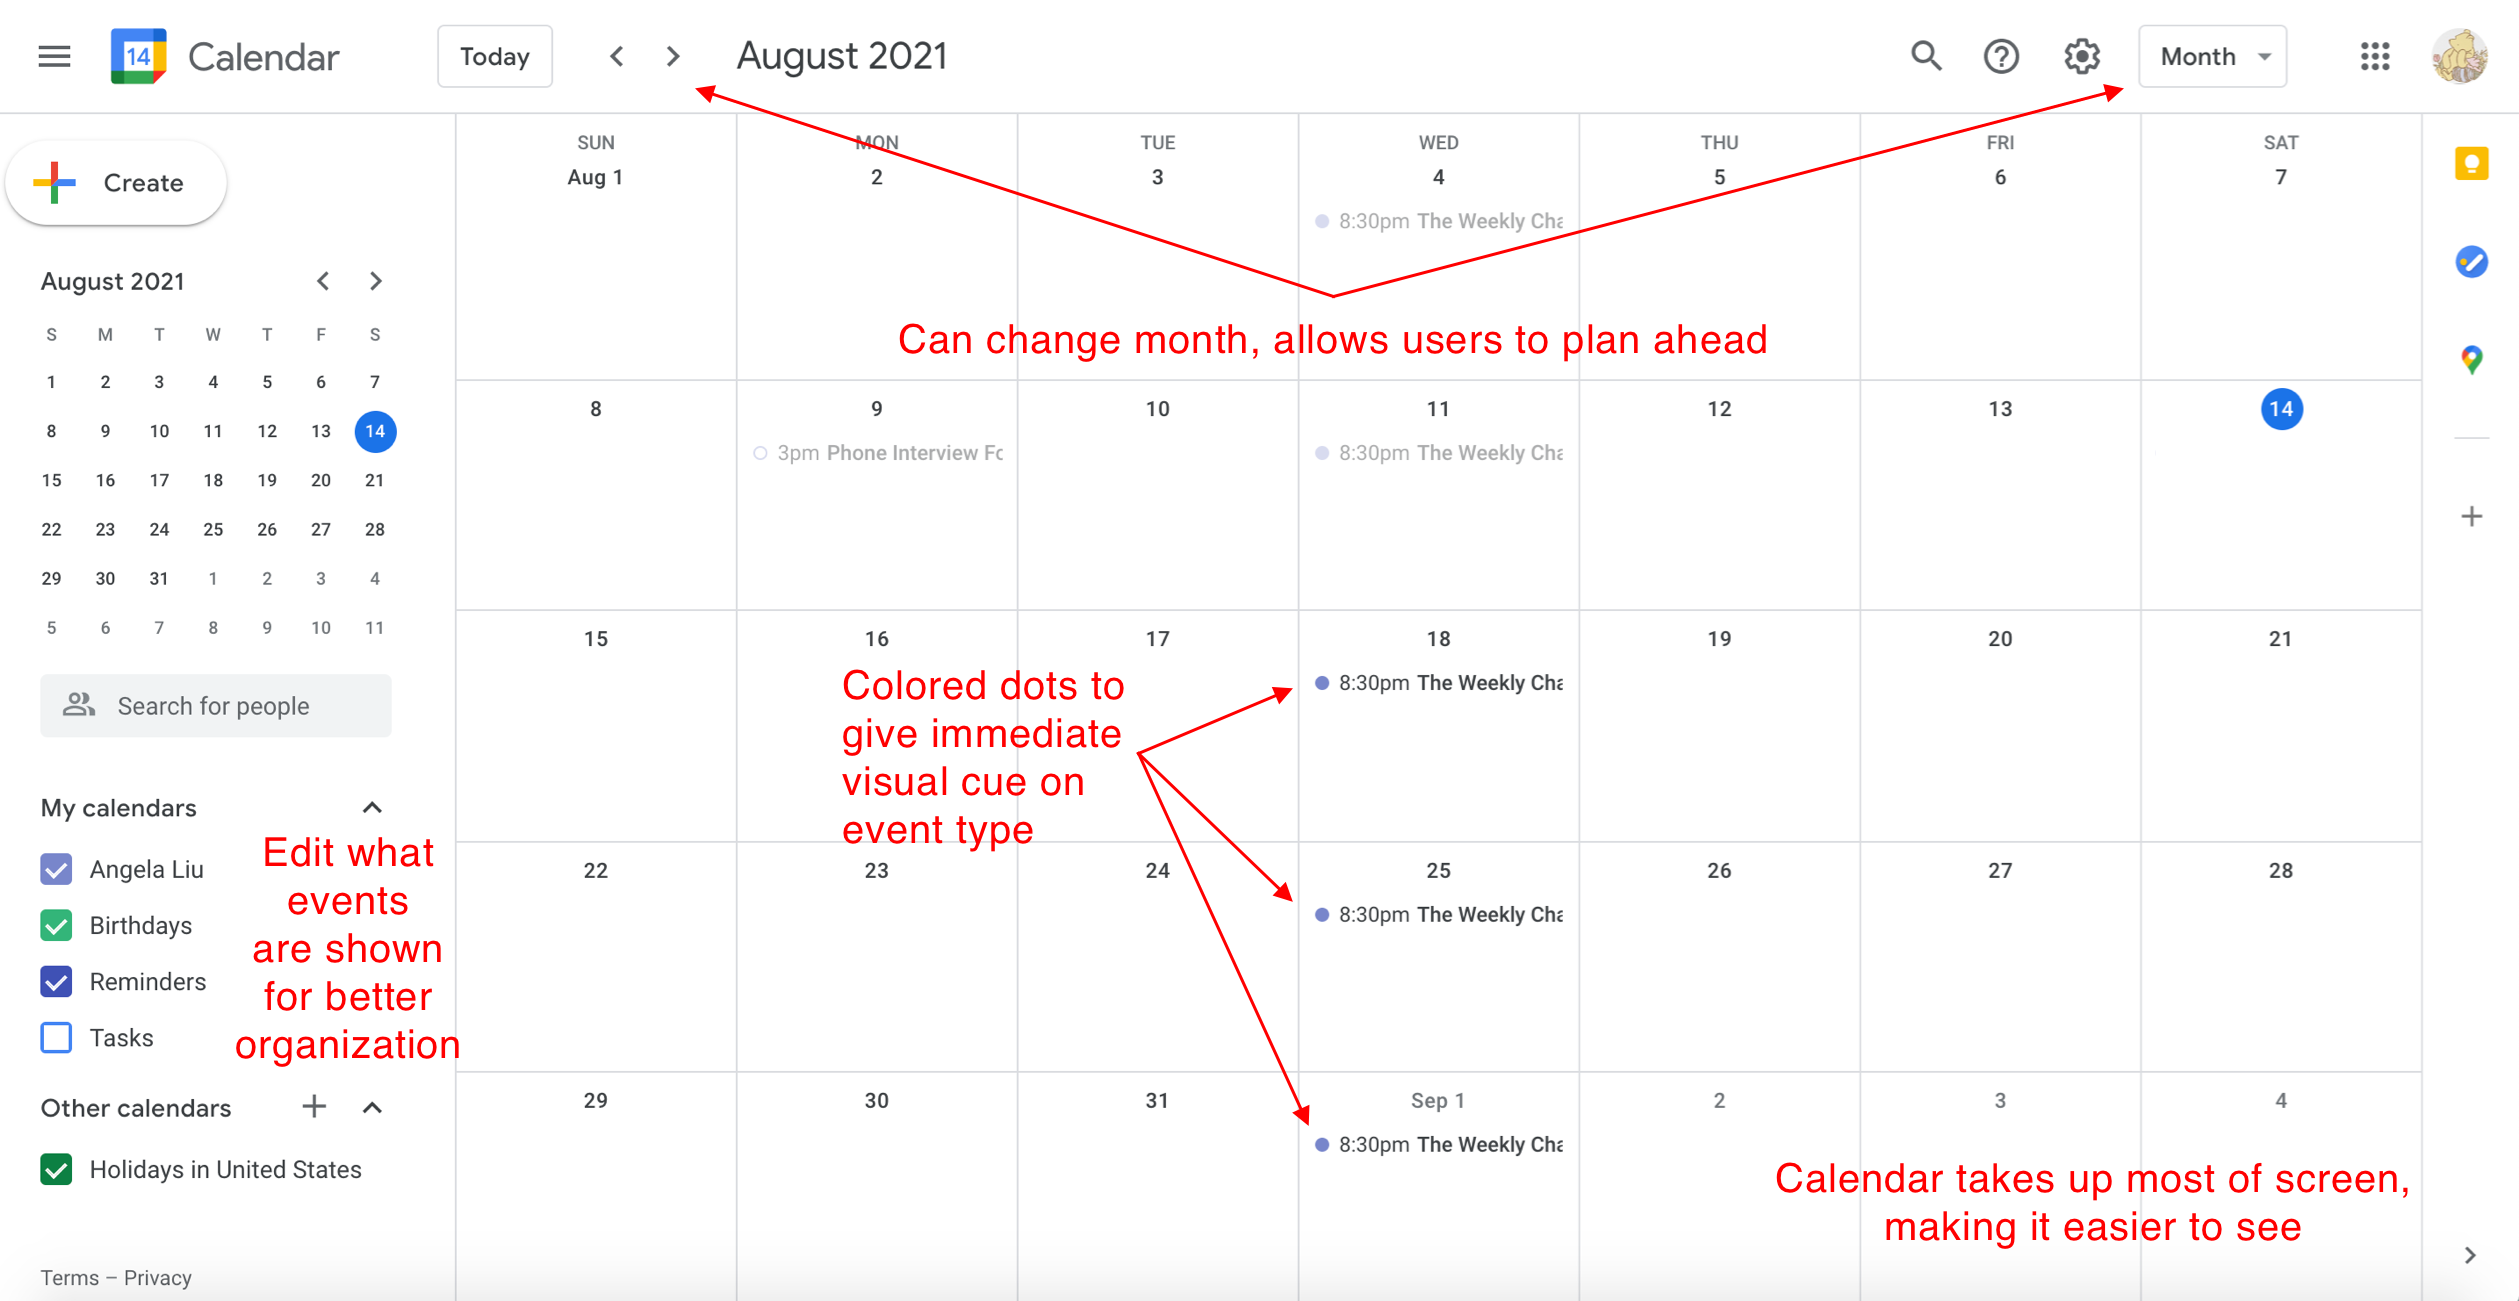 14 Calendar Today August 2021 Month
Create
August 2021
S M T W T F S
1 2 3 4 5 6 7
8 9 10 11 12 13 14
15 16 17 18 19 20 21
22 23 24 25 26 27 28
29 30 31 1 2 3 4
5 6 7 8 9 10 11
Search for people
My calendars
Angela Liu
Birthdays
Reminders
Tasks
Edit what
events
are shown
for better
organization
Other calendars
Holidays in United States
Terms – Privacy
SUN MON TUE WED THU FRI SAT
Aug 1 2 3 4 5 6 7
8:30pm The Weekly Cha
Can change month, allows users to plan ahead
8 9 10 11 12 13 14
3pm Phone Interview Fo 8:30pm The Weekly Cha
15 16 17 18 19 20 21
8:30pm The Weekly Cha
Colored dots to
give immediate
visual cue on
event type
22 23 24 25 26 27 28
8:30pm The Weekly Cha
29 30 31 Sep 1 2 3 4
8:30pm The Weekly Cha
Calendar takes up most of screen,
making it easier to see